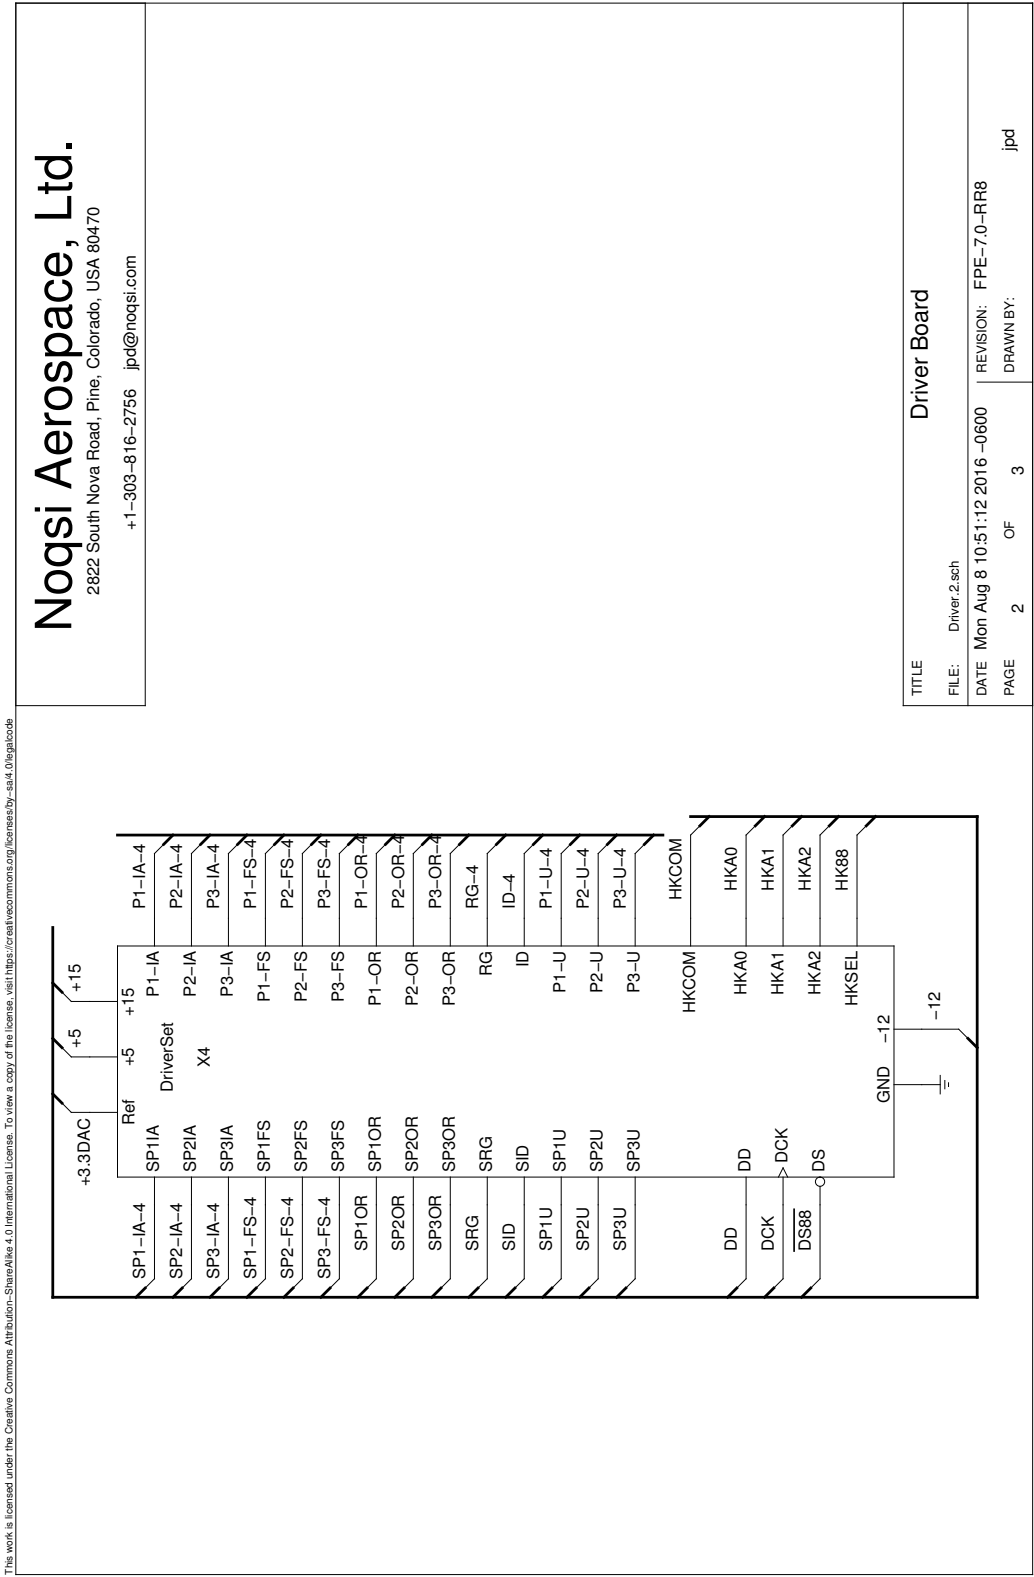 This work is licensed under the Creative Commons Attribution−ShareAlike 4.0 International License. To view a copy of the license, visit https://creativecommons.org/licenses/by−sa/4.0/legalcode
Noqsi Aerospace, Ltd.
2822 South Nova Road, Pine, Colorado, USA 80470
+1−303−816−2756 jpd@noqsi.com
+3.3DAC
+5
+15
Ref
+5
+15
DriverSet
X4
SP1−IA−4 SP1IA P1−IA P1−IA−4
SP2−IA−4 SP2IA P2−IA P2−IA−4
SP3−IA−4 SP3IA P3−IA P3−IA−4
SP1−FS−4 SP1FS P1−FS P1−FS−4
SP2−FS−4 SP2FS P2−FS P2−FS−4
SP3−FS−4 SP3FS P3−FS P3−FS−4
SP1OR SP1OR P1−OR P1−OR−4
SP2OR SP2OR P2−OR P2−OR−4
SP3OR SP3OR P3−OR P3−OR−4
SRG SRG RG RG−4
SID SID ID ID−4
SP1U SP1U P1−U P1−U−4
SP2U SP2U P2−U P2−U−4
SP3U SP3U P3−U P3−U−4
HKCOM HKCOM
DD DD HKA0 HKA0
DCK DCK HKA1 HKA1
DS88 DS HKA2 HKA2
HKSEL HK88
GND −12
−12
TITLE
Driver Board
FILE: Driver.2.sch
DATE Mon Aug 8 10:51:12 2016 −0600
REVISION: FPE−7.0−RR8
PAGE 2 OF 3
DRAWN BY: jpd